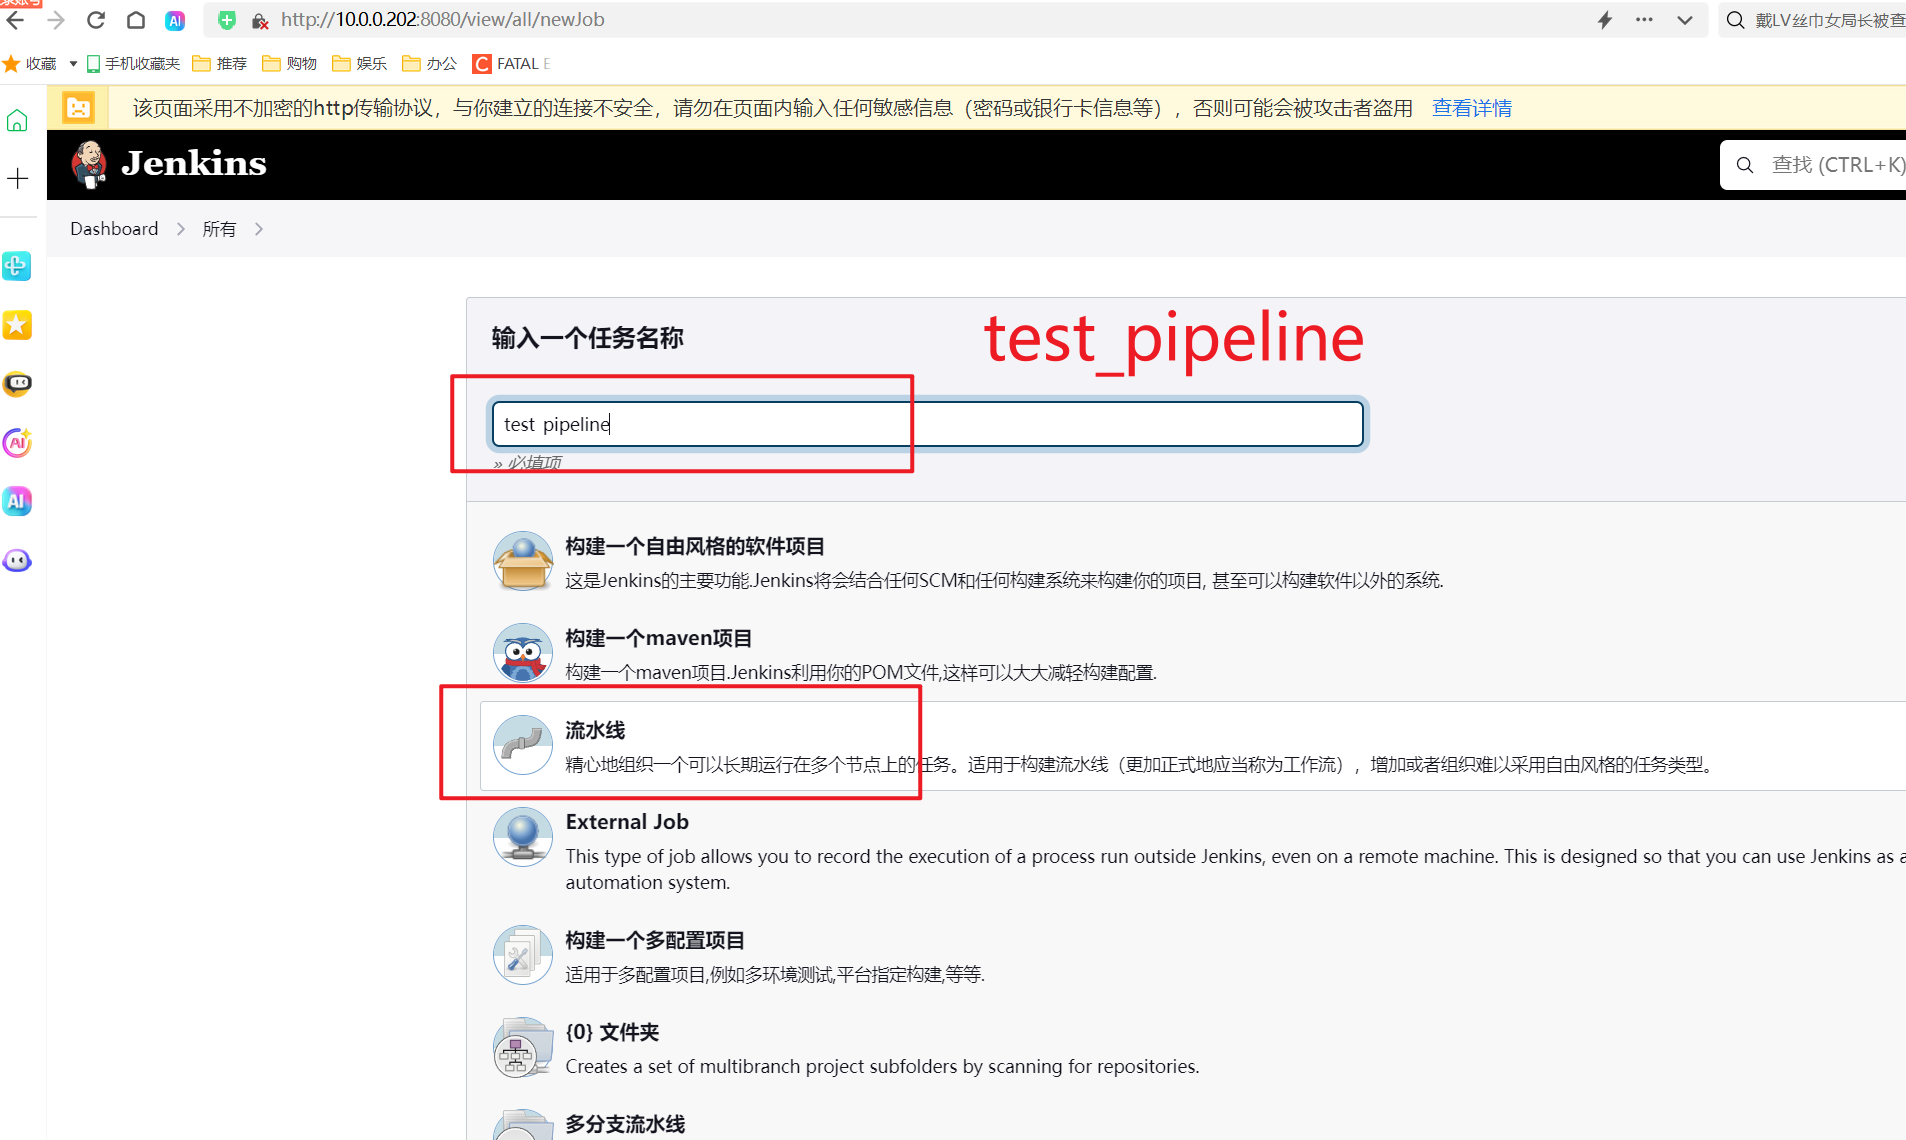 http://10.0.0.202:8080/view/all/newJob
戴LV丝巾女局长被查
收藏 手机收藏夹 推荐 购物 娱乐 办公 FATAL E
该页面采用不加密的http传输协议，与你建立的连接不安全，请勿在页面内输入任何敏感信息（密码或银行卡信息等），否则可能会被攻击者盗用 查看详情
Jenkins
查找 (CTRL+K)
Dashboard 所有
输入一个任务名称
test_pipeline
test pipeline
» 必填项
构建一个自由风格的软件项目
这是Jenkins的主要功能.Jenkins将会结合任何SCM和任何构建系统来构建你的项目, 甚至可以构建软件以外的系统.
构建一个maven项目
构建一个maven项目.Jenkins利用你的POM文件,这样可以大大减轻构建配置.
流水线
精心地组织一个可以长期运行在多个节点上的任务。适用于构建流水线（更加正式地应当称为工作流），增加或者组织难以采用自由风格的任务类型。
External Job
This type of job allows you to record the execution of a process run outside Jenkins, even on a remote machine. This is designed so that you can use Jenkins as a
automation system.
构建一个多配置项目
适用于多配置项目,例如多环境测试,平台指定构建,等等.
{0} 文件夹
Creates a set of multibranch project subfolders by scanning for repositories.
多分支流水线